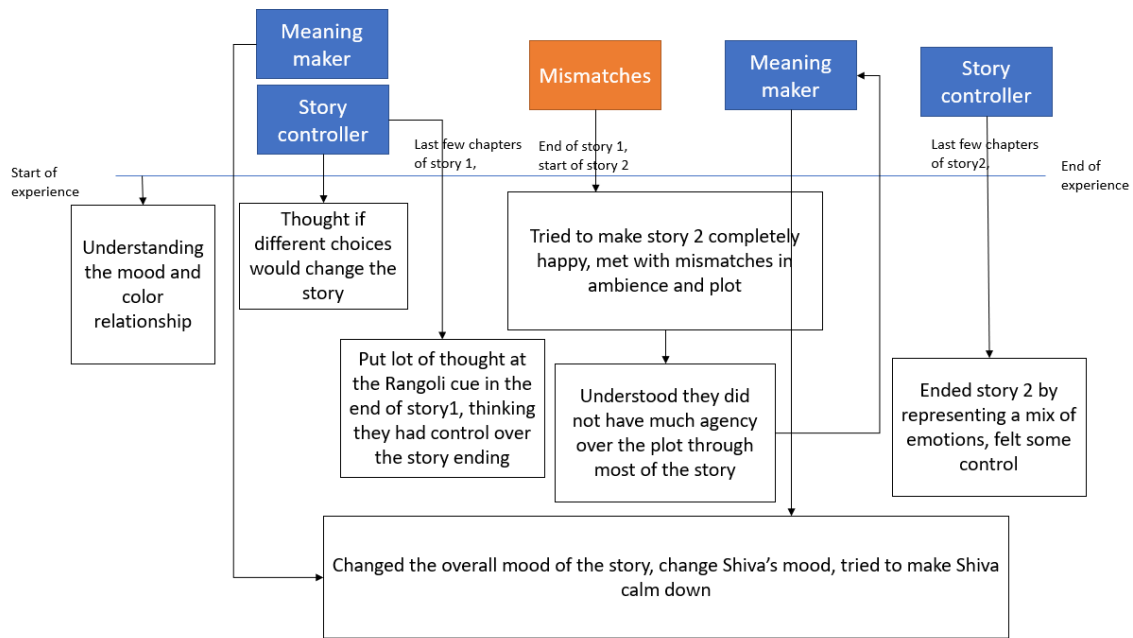 Meaning
maker
Story
controller
Mismatches
Meaning
maker
Story
controller
Start of
experience
Last few chapters
of story 1,
End of story 1,
start of story 2
Last few chapters
of story2,
End of
experience
Understanding
the mood and
color
relationship
Thought if
different choices
would change the
story
Put lot of thought at
the Rangoli cue in the
end of story1, thinking
they had control over
the story ending
Tried to make story 2 completely
happy, met with mismatches in
ambience and plot
Understood they did
not have much agency
over the plot through
most of the story
Ended story 2 by
representing a mix of
emotions, felt some
control
Changed the overall mood of the story, change Shiva’s mood, tried to make Shiva
calm down